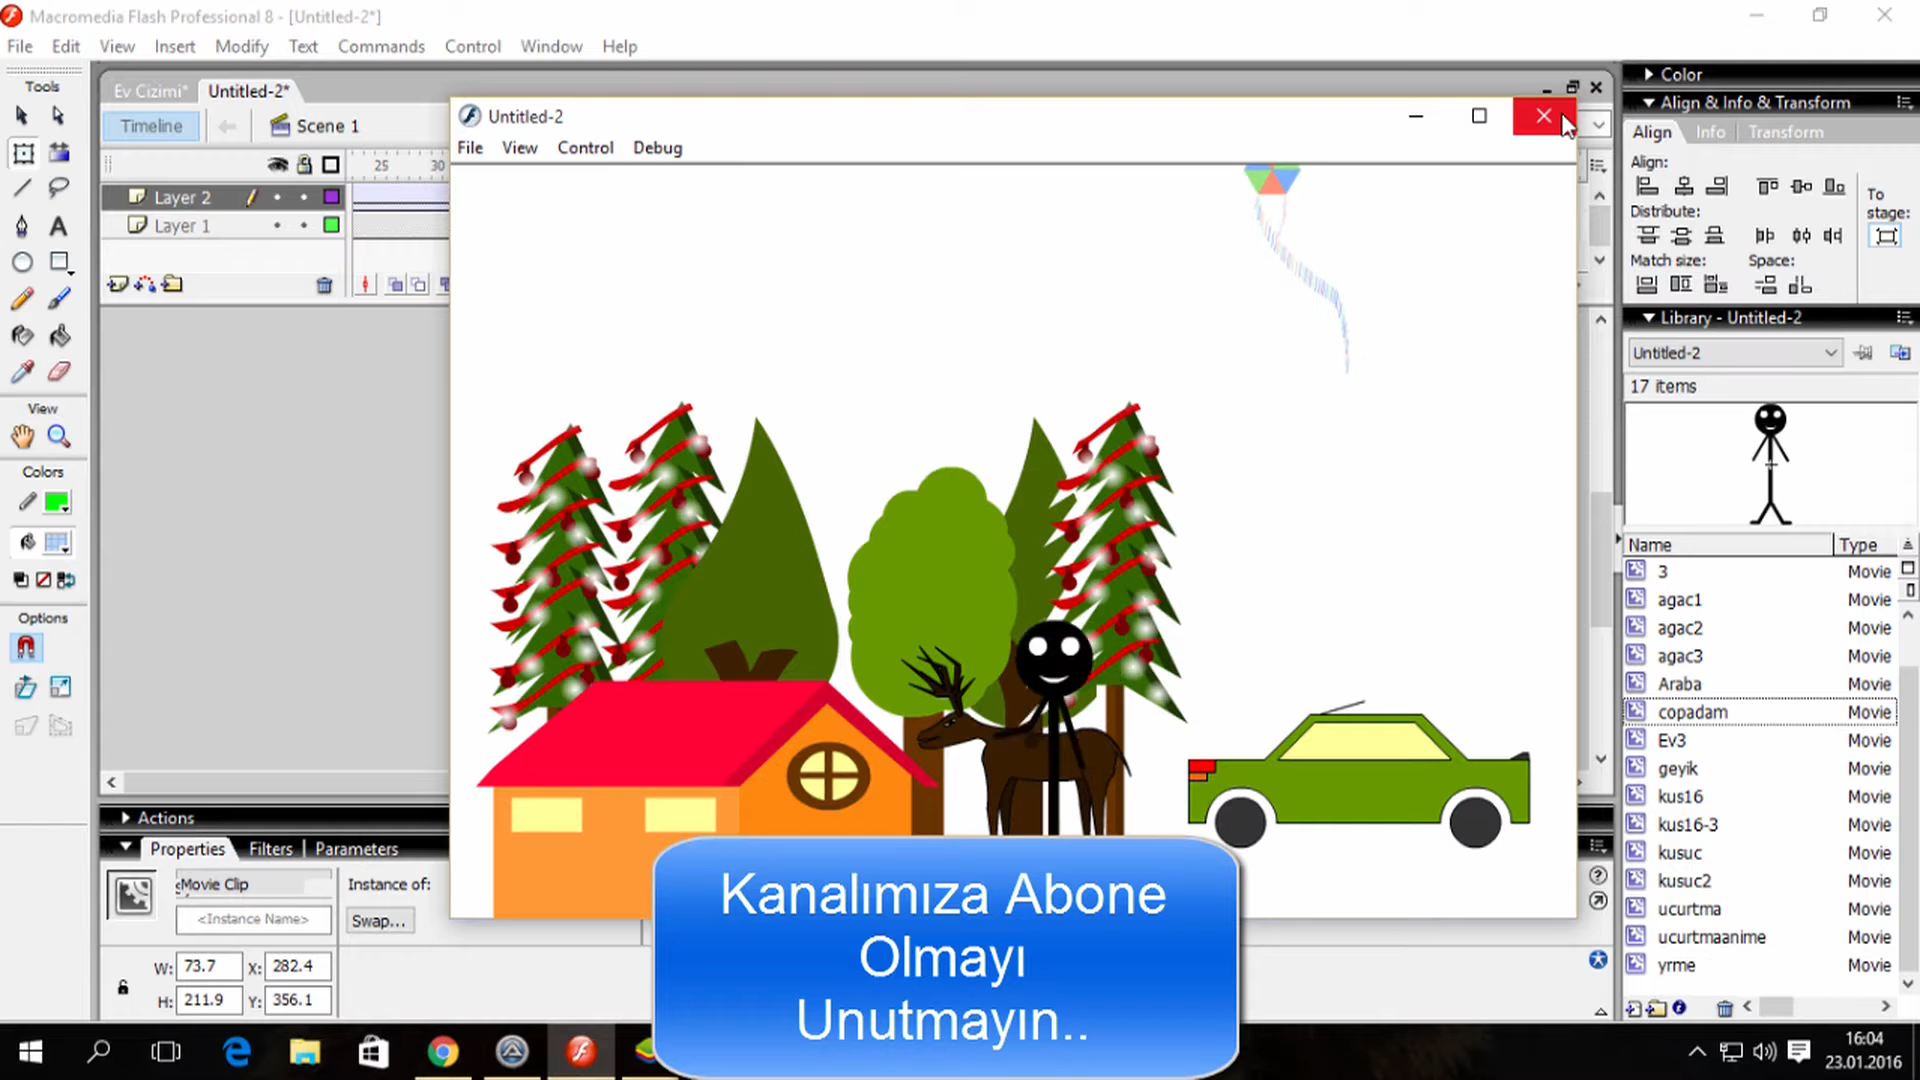 Macromedia Flash Professional 8 - [Untitled-2*]
File Edit View Insert Modify Text Commands Control Window Help
Tools
View
Colors
Options
Ev Cizimi* Untitled-2*
Timeline
Scene 1
25 30
Layer 2
Layer 1
Untitled-2
File View Control Debug
Actions
Properties Filters Parameters
Movie Clip
Instance of:
<Instance Name>
Swap...
W: 73.7 X: 282.4
H: 211.9 Y: 356.1
Kanalımıza Abone
Olmayı
Unutmayın..
Color
Align & Info & Transform
Align Info Transform
Align:
To
stage:
Distribute:
Match size: Space:
Library - Untitled-2
Untitled-2
17 items
Name Type
3 Movie
agac1 Movie
agac2 Movie
agac3 Movie
Araba Movie
copadam Movie
Ev3 Movie
geyik Movie
kus16 Movie
kus16-3 Movie
kusuc Movie
kusuc2 Movie
ucurtma Movie
ucurtmaanime Movie
yrme Movie
16:04
23.01.2016